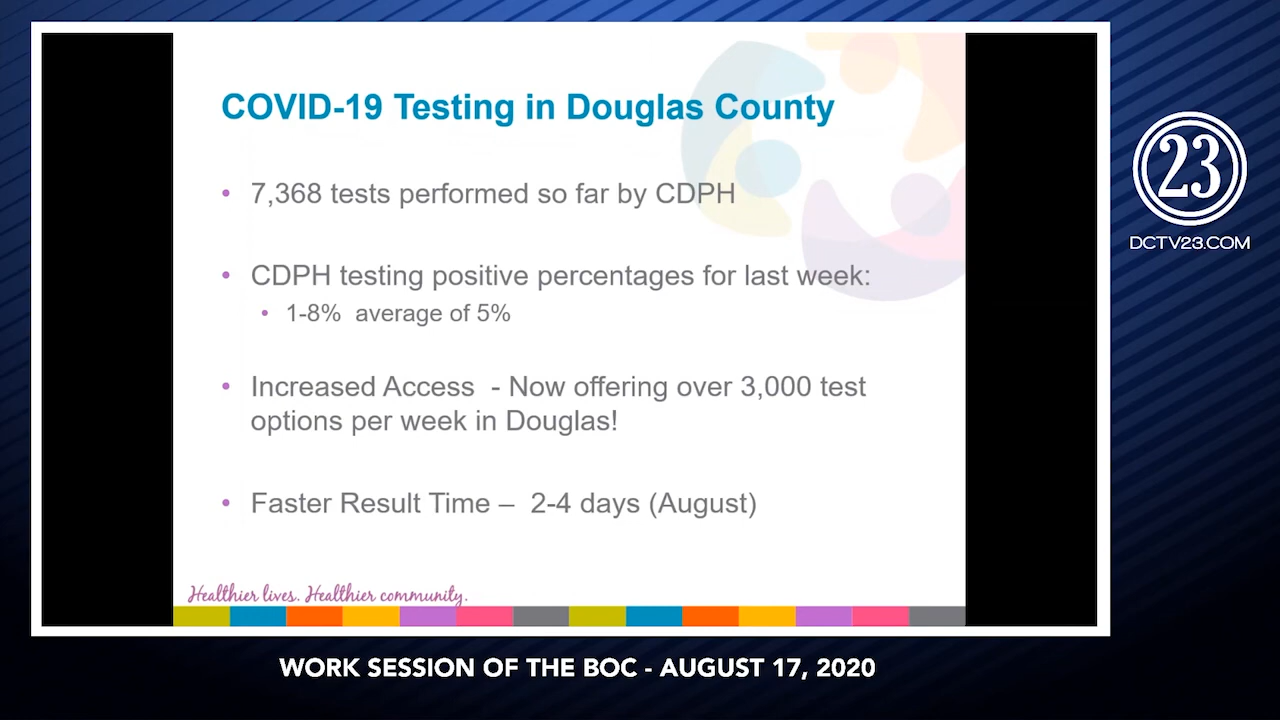 COVID-19 Testing in Douglas County
• 7,368 tests performed so far by CDPH
• CDPH testing positive percentages for last week:
• 1-8% average of 5%
• Increased Access - Now offering over 3,000 test
options per week in Douglas!
• Faster Result Time – 2-4 days (August)
Healthier lives. Healthier community.
23
DCTV23.COM
WORK SESSION OF THE BOC - AUGUST 17, 2020